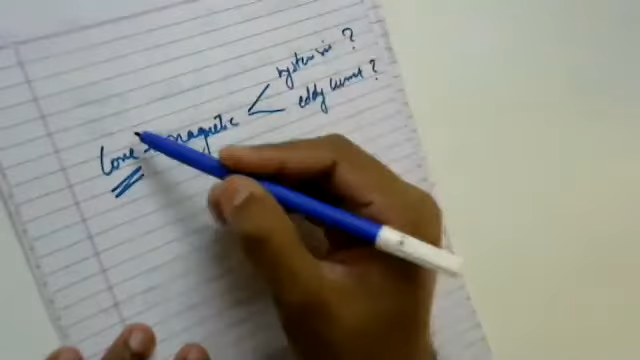 hysteresis ?
Core - magnetic <
eddy current ?